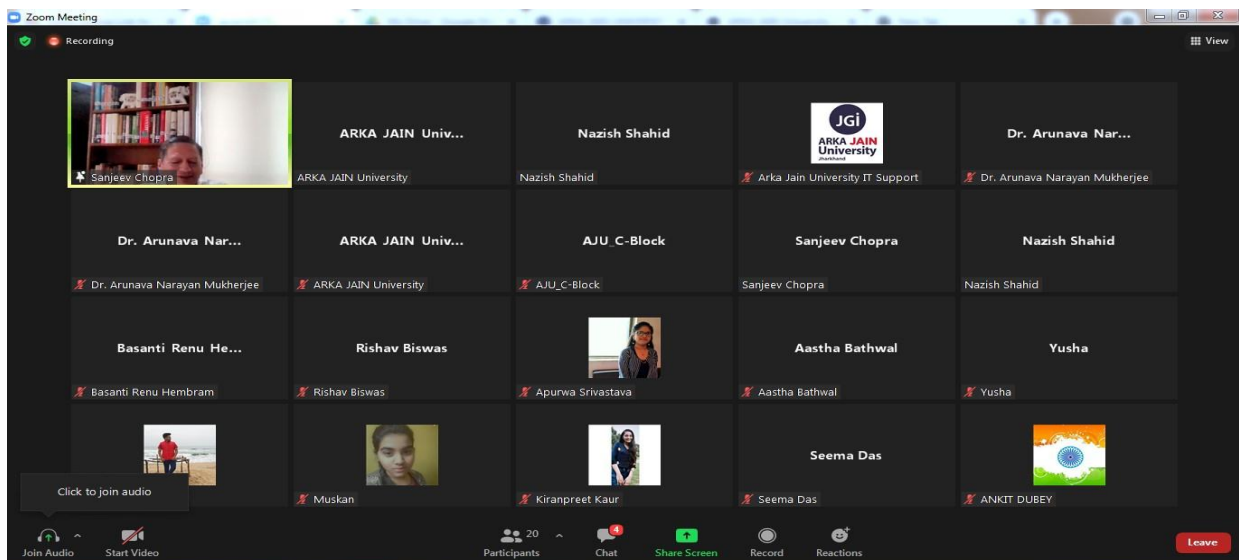 Zoom Meeting
Recording
View
Sanjeev Chopra
ARKA JAIN Univ...
ARKA JAIN University
Nazish Shahid
Nazish Shahid
JGi
ARKA JAIN
University
Jharkhand
Arka Jain University IT Support
Dr. Arunava Nar...
Dr. Arunava Narayan Mukherjee
Dr. Arunava Nar...
Dr. Arunava Narayan Mukherjee
ARKA JAIN Univ...
ARKA JAIN University
AJU_C-Block
AJU_C-Block
Sanjeev Chopra
Sanjeev Chopra
Nazish Shahid
Nazish Shahid
Basanti Renu He...
Basanti Renu Hembram
Rishav Biswas
Rishav Biswas
Apurwa Srivastava
Aastha Bathwal
Aastha Bathwal
Yusha
Yusha
Click to join audio
Muskan
Kiranpreet Kaur
Seema Das
Seema Das
ANKIT DUBEY
Join Audio
Start Video
20
Participants
4
Chat
Share Screen
Record
Reactions
Leave